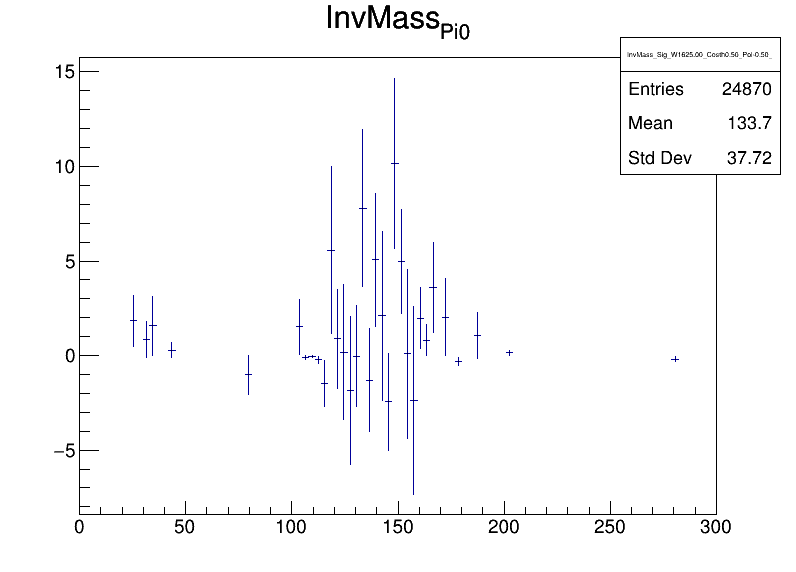 InvMass_Pi0
InvMass_Sig_W1625.00_Costh0.50_Pol-0.50_
Entries 24870
Mean 133.7
Std Dev 37.72
15
10
5
0
−5
0 50 100 150 200 250 300